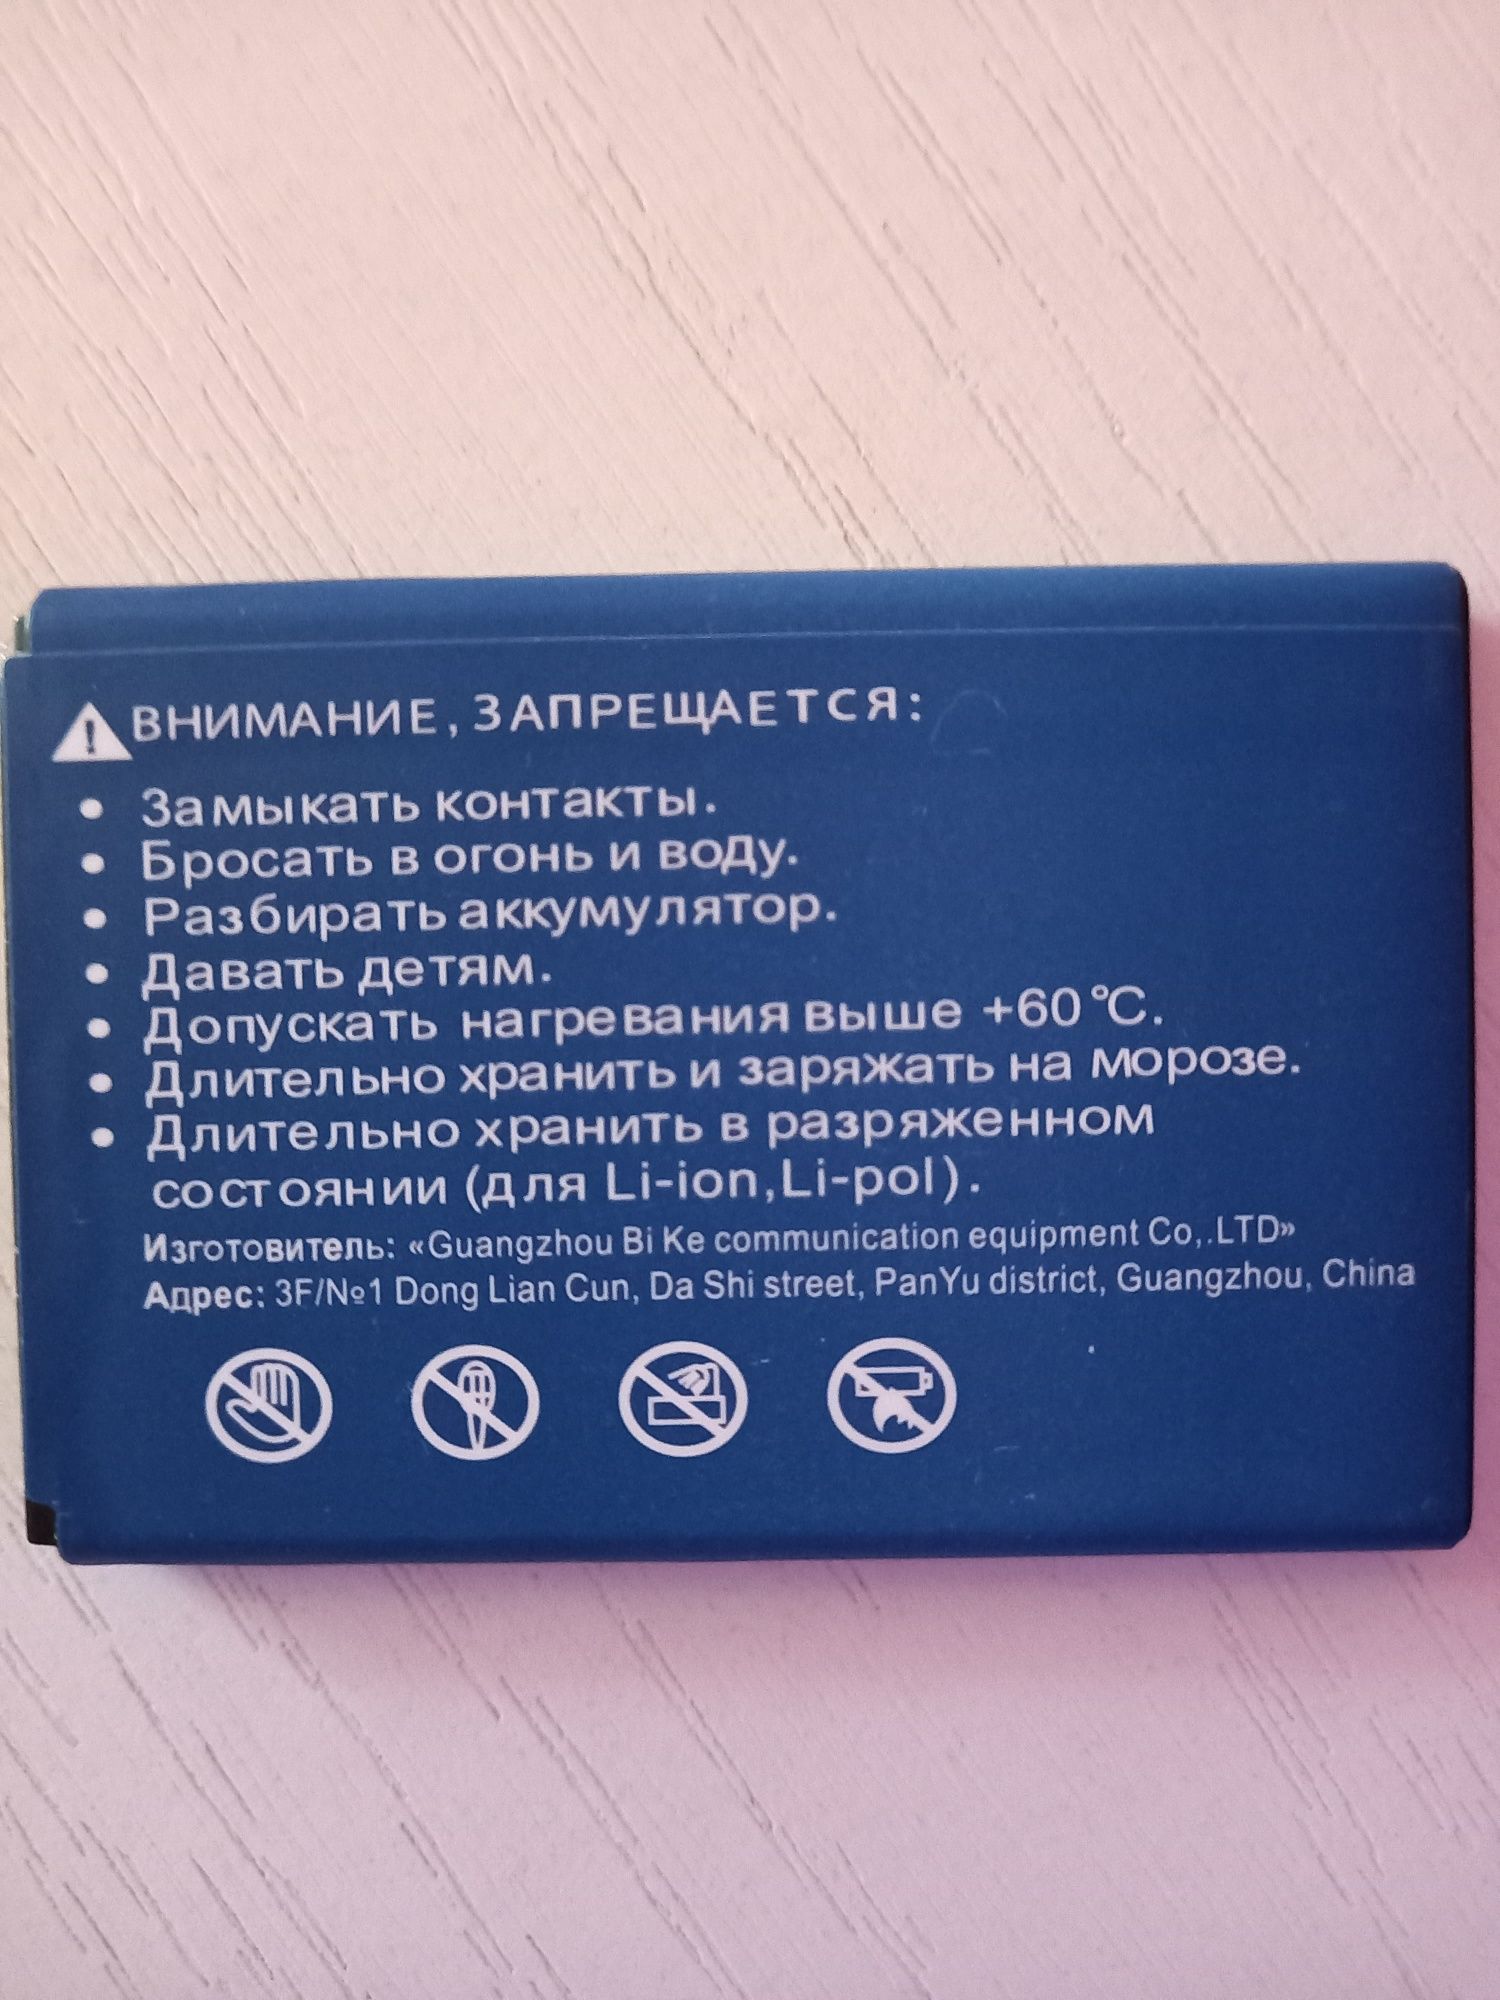 ВНИМАНИЕ, ЗАПРЕЩАЕТСЯ:
• Замыкать контакты.
• Бросать в огонь и воду.
• Разбирать аккумулятор.
• Давать детям.
• Допускать нагревания выше +60°C.
• Длительно хранить и заряжать на морозе.
• Длительно хранить в разряженном
состоянии (для Li-ion,Li-pol).
Изготовитель: «Guangzhou Bi Ke communication equipment Co,.LTD»
Адрес: 3F/№1 Dong Lian Cun, Da Shi street, PanYu district, Guangzhou, China